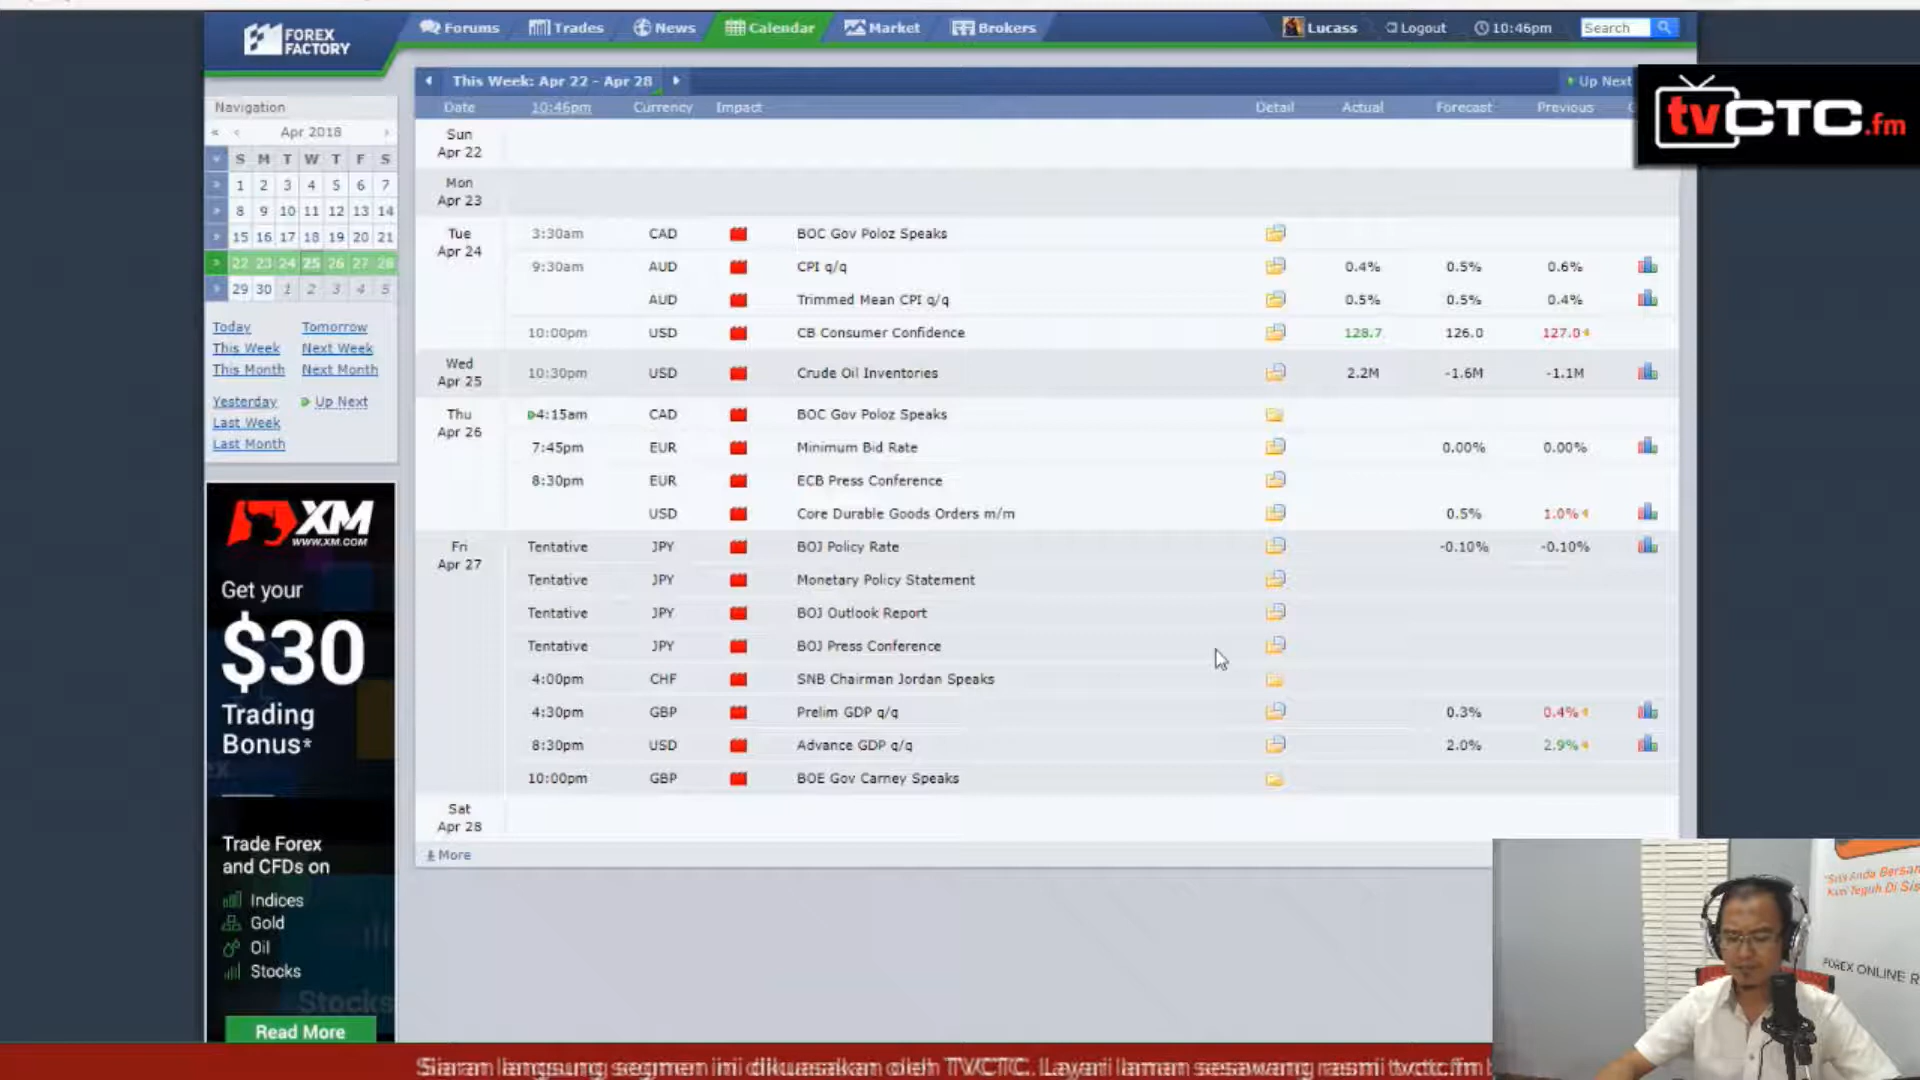 FOREX FACTORY
Forums Trades News Calendar Market Brokers Lucass Logout 10:46pm Search
This Week: Apr 22 - Apr 28 Up Next
tvCTC.fm
Date 10:46pm Currency Impact Detail Actual Forecast Previous
Navigation
« ‹ Apr 2018 ›
S M T W T F S
1 2 3 4 5 6 7
8 9 10 11 12 13 14
15 16 17 18 19 20 21
22 23 24 25 26 27 28
29 30 1 2 3 4 5
Today Tomorrow
This Week Next Week
This Month Next Month
Yesterday Up Next
Last Week
Last Month
Sun
Apr 22
Mon
Apr 23
Tue 3:30am CAD BOC Gov Poloz Speaks
Apr 24
9:30am AUD CPI q/q 0.4% 0.5% 0.6%
AUD Trimmed Mean CPI q/q 0.5% 0.5% 0.4%
10:00pm USD CB Consumer Confidence 128.7 126.0 127.0
Wed
Apr 25
10:30pm USD Crude Oil Inventories 2.2M -1.6M -1.1M
Thu 4:15am CAD BOC Gov Poloz Speaks
Apr 26
7:45pm EUR Minimum Bid Rate 0.00% 0.00%
8:30pm EUR ECB Press Conference
USD Core Durable Goods Orders m/m 0.5% 1.0%
Fri Tentative JPY BOJ Policy Rate -0.10% -0.10%
Apr 27
Tentative JPY Monetary Policy Statement
Tentative JPY BOJ Outlook Report
Tentative JPY BOJ Press Conference
4:00pm CHF SNB Chairman Jordan Speaks
4:30pm GBP Prelim GDP q/q 0.3% 0.4%
8:30pm USD Advance GDP q/q 2.0% 2.9%
10:00pm GBP BOE Gov Carney Speaks
Sat
Apr 28
More
XM
WWW.XM.COM
Get your
$30
Trading
Bonus*
Trade Forex
and CFDs on
Indices
Gold
Oil
Stocks
Stocks
Read More
FOREX ONLINE R
Siaran langsung segmen ini dikuasakan oleh TVCTC. Layari laman sesawang rasmi tvctc.fm